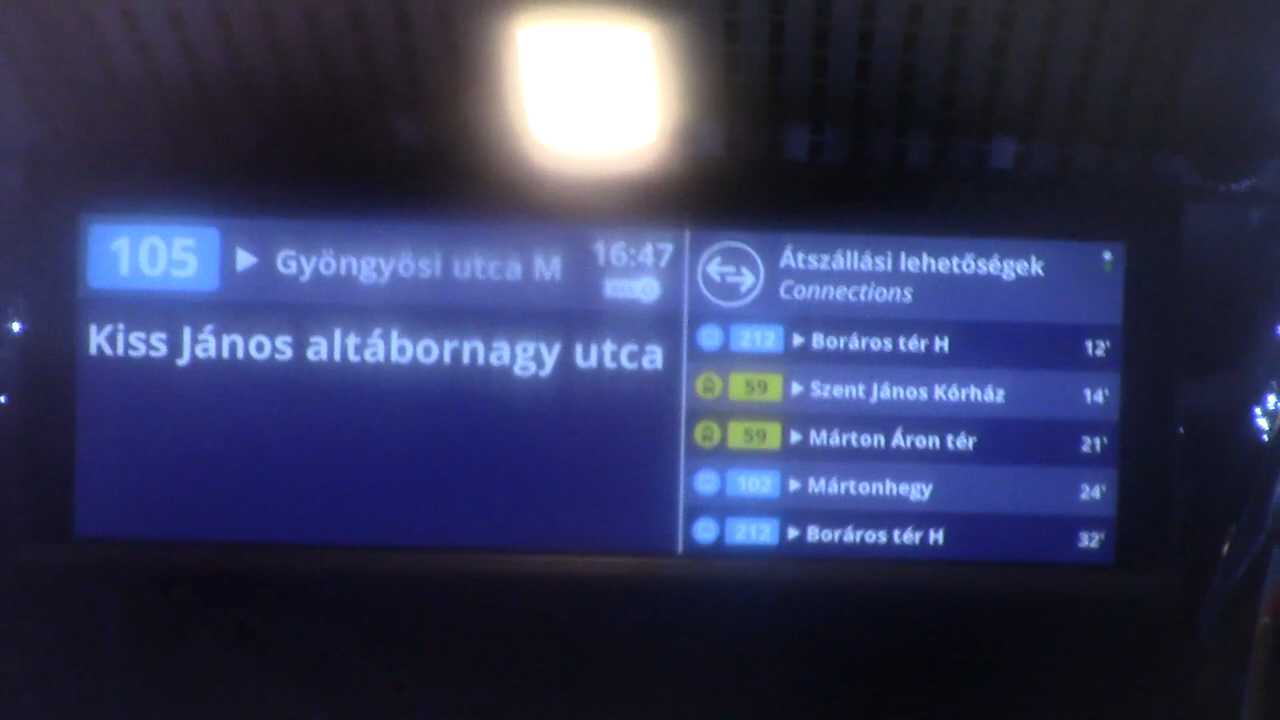 105 ▶ Gyöngyösi utca M 16:47
Kiss János altábornagy utca
Átszállási lehetőségek
Connections
212 ▶ Boráros tér H 12'
59 ▶ Szent János Kórház 14'
59 ▶ Márton Áron tér 21'
102 ▶ Mártonhegy 24'
212 ▶ Boráros tér H 32'